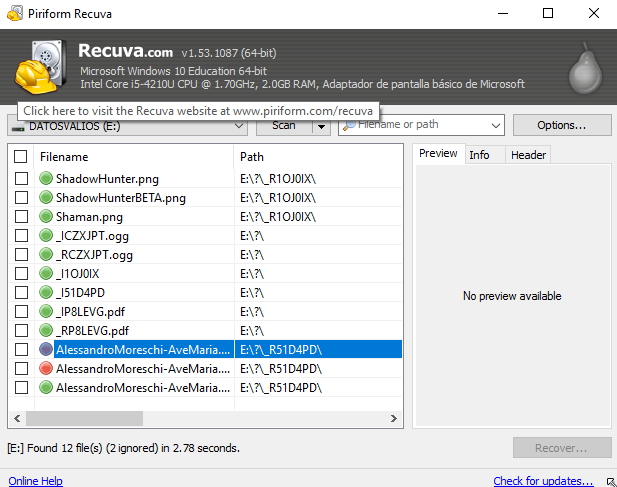 Piriform Recuva
Recuva.com v1.53.1087 (64-bit)
Microsoft Windows 10 Education 64-bit
Intel Core i5-4210U CPU @ 1.70GHz, 2.0GB RAM, Adaptador de pantalla básico de Microsoft
Click here to visit the Recuva website at www.piriform.com/recuva
DATOSVALIOS (E:) Scan Filename or path Options...
Filename Path Preview Info Header
ShadowHunter.png E:\?\_R1OJ0IX\
ShadowHunterBETA.png E:\?\_R1OJ0IX\
Shaman.png E:\?\_R1OJ0IX\
_ICZXJPT.ogg E:\?\
_RCZXJPT.ogg E:\?\
_I1OJ0IX E:\?\
_I51D4PD E:\?\
No preview available
_IP8LEVG.pdf E:\?\
_RP8LEVG.pdf E:\?\
AlessandroMoreschi-AveMaria.... E:\?\_R51D4PD\
AlessandroMoreschi-AveMaria.... E:\?\_R51D4PD\
AlessandroMoreschi-AveMaria.... E:\?\_R51D4PD\
[E:] Found 12 file(s) (2 ignored) in 2.78 seconds. Recover...
Online Help Check for updates...